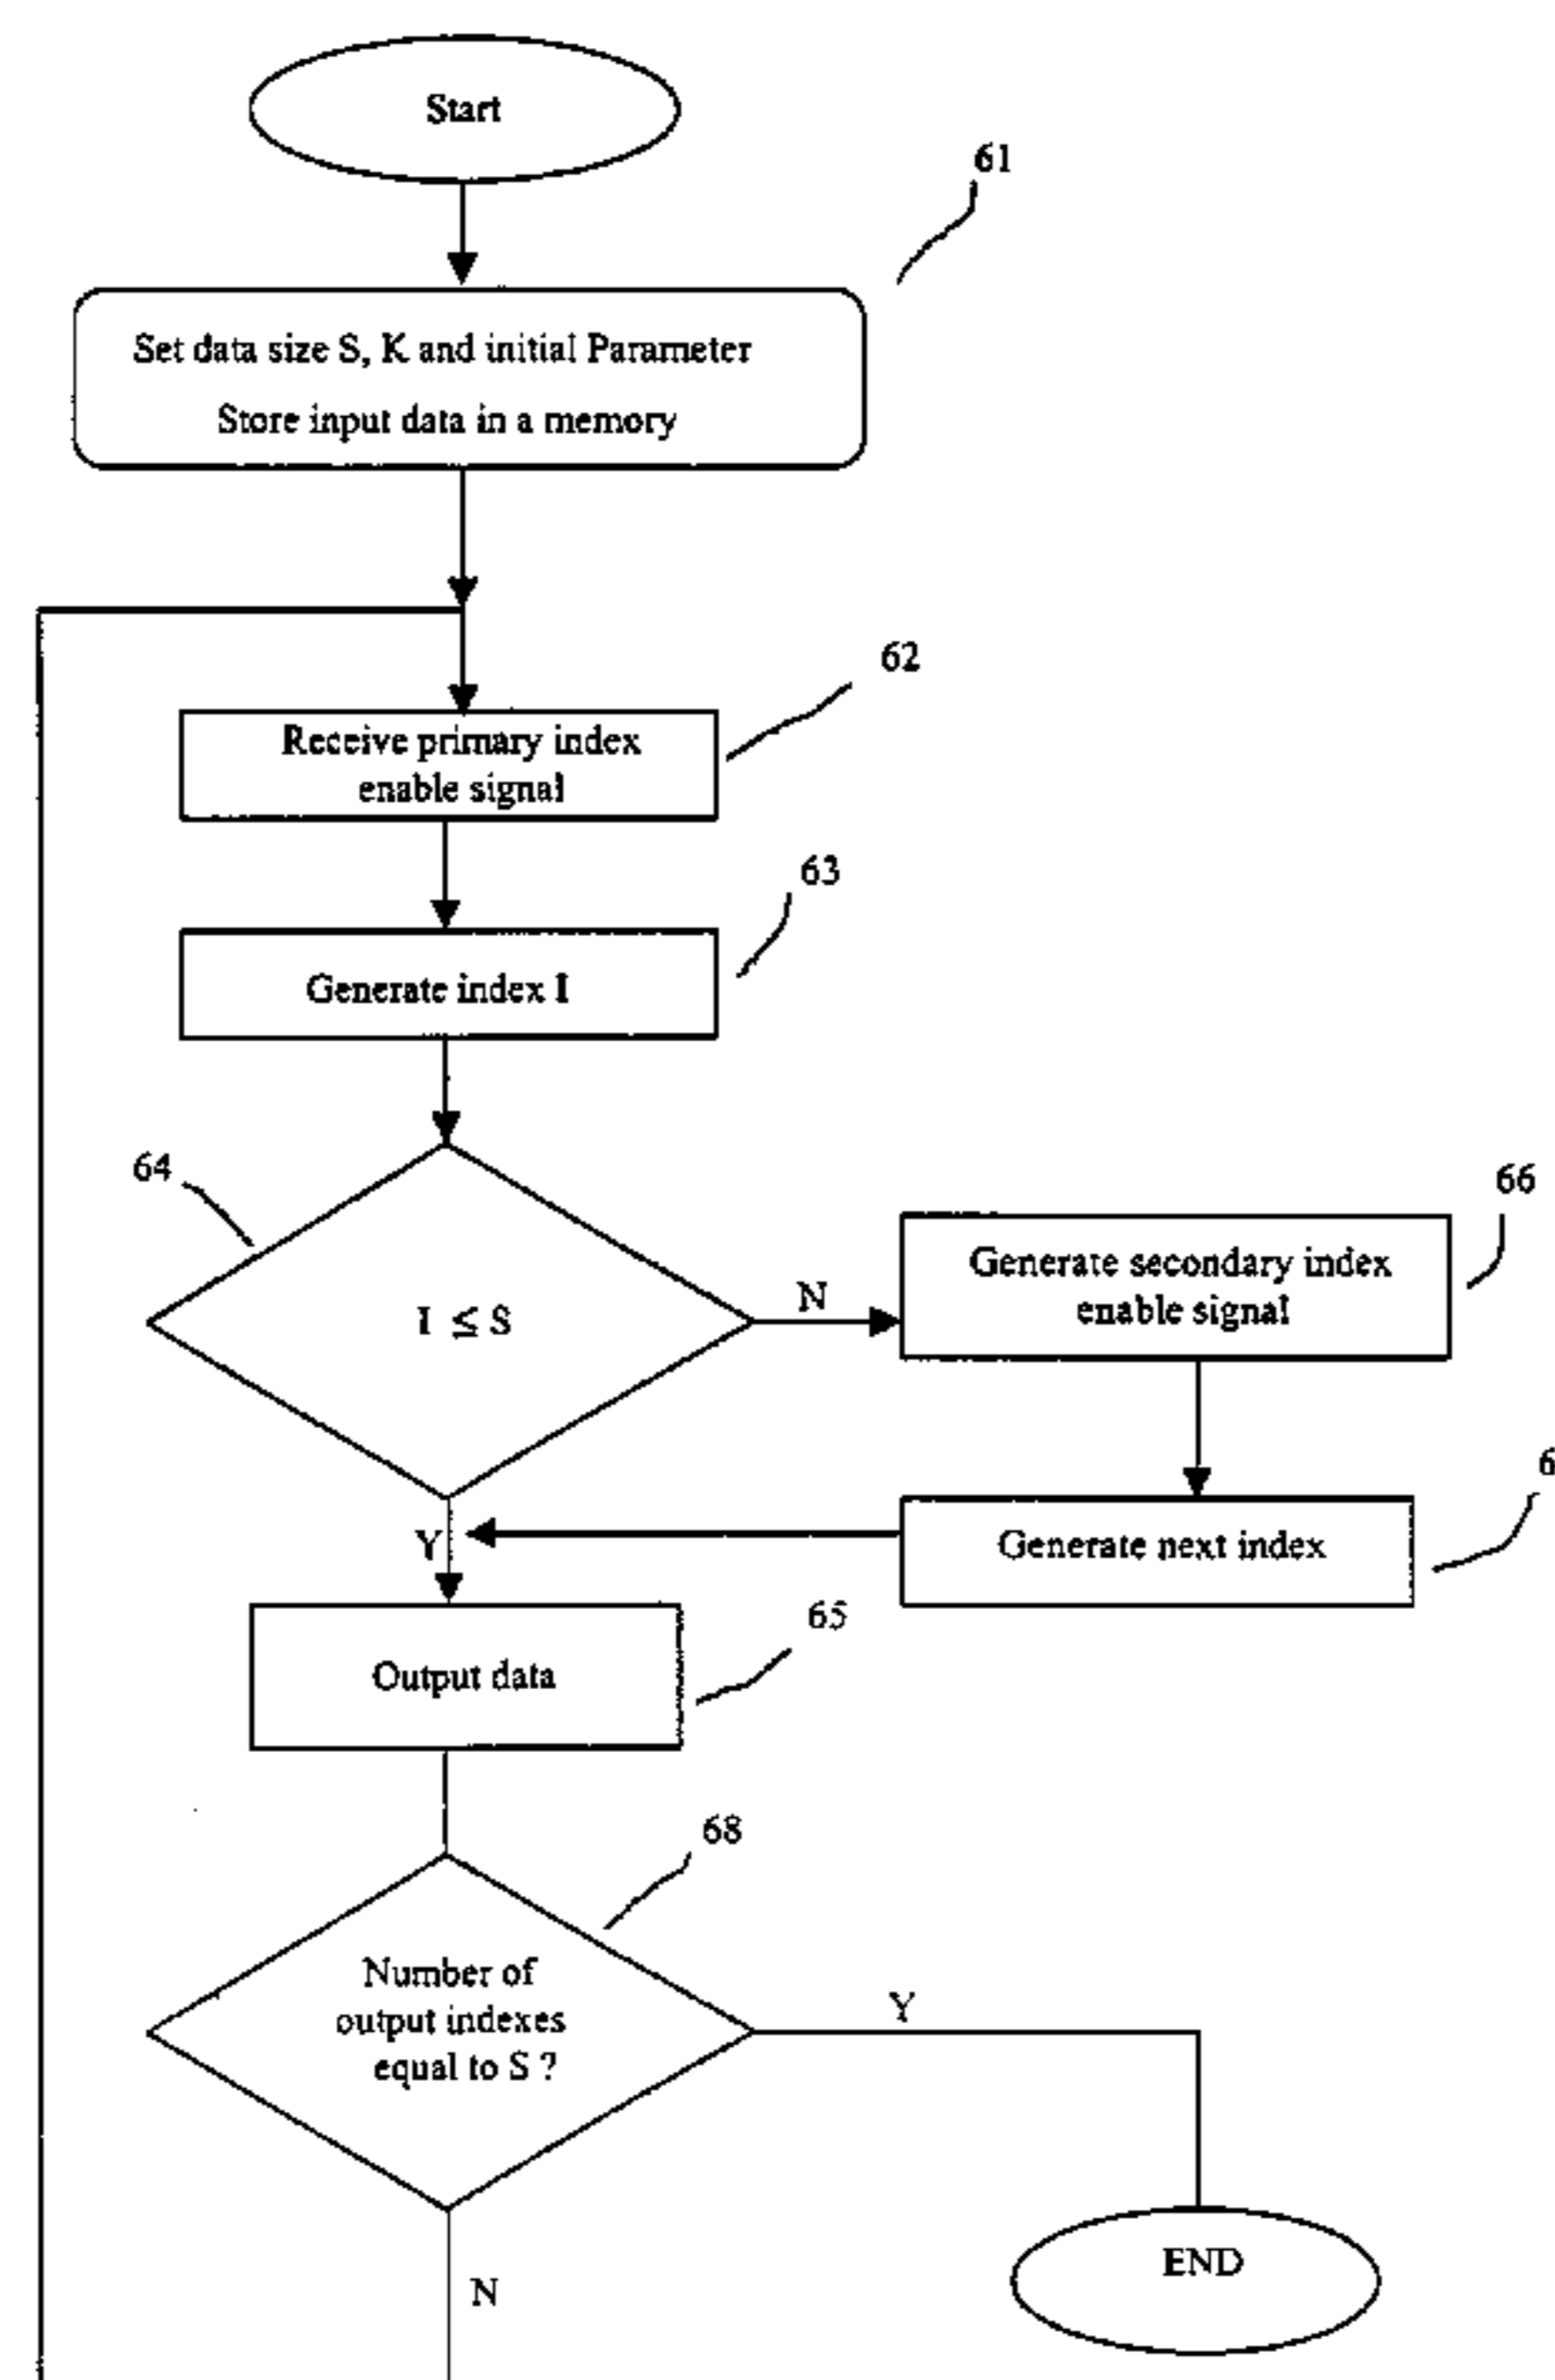 Start
61
Set data size S, K and initial Parameter
Store input data in a memory
62
Receive primary index
enable signal
63
Generate index I
64
I ≤ S
N
66
Generate secondary index
enable signal
6
Y
Generate next index
65
Output data
68
Number of
output indexes
equal to S ?
Y
N
END